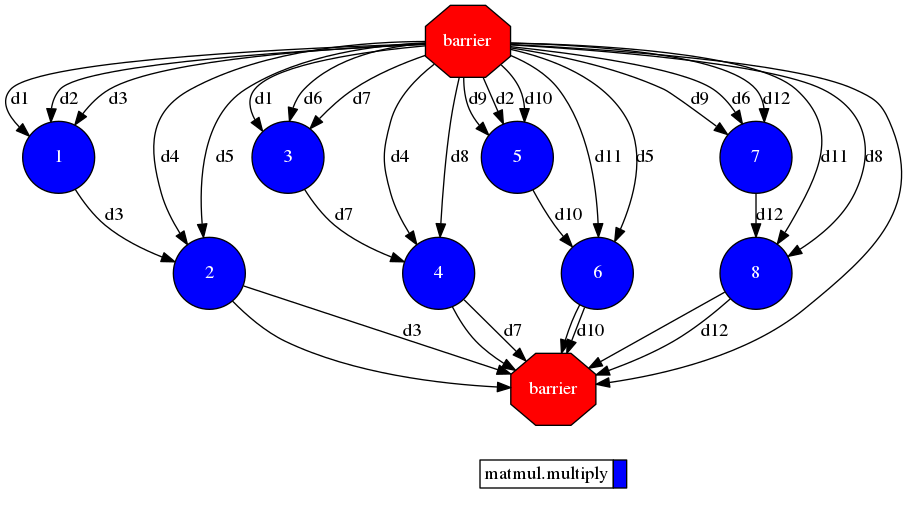 barrier
d1 d2 d3 d1 d6 d7 d9 d2 d10 d9 d6 d12
1 d4 d5 3 d4 d8 5 d11 d5 7 d11 d8
d3 d7 d10 d12
2 4 6 8
d3 d7 d10 d12
barrier
matmul.multiply